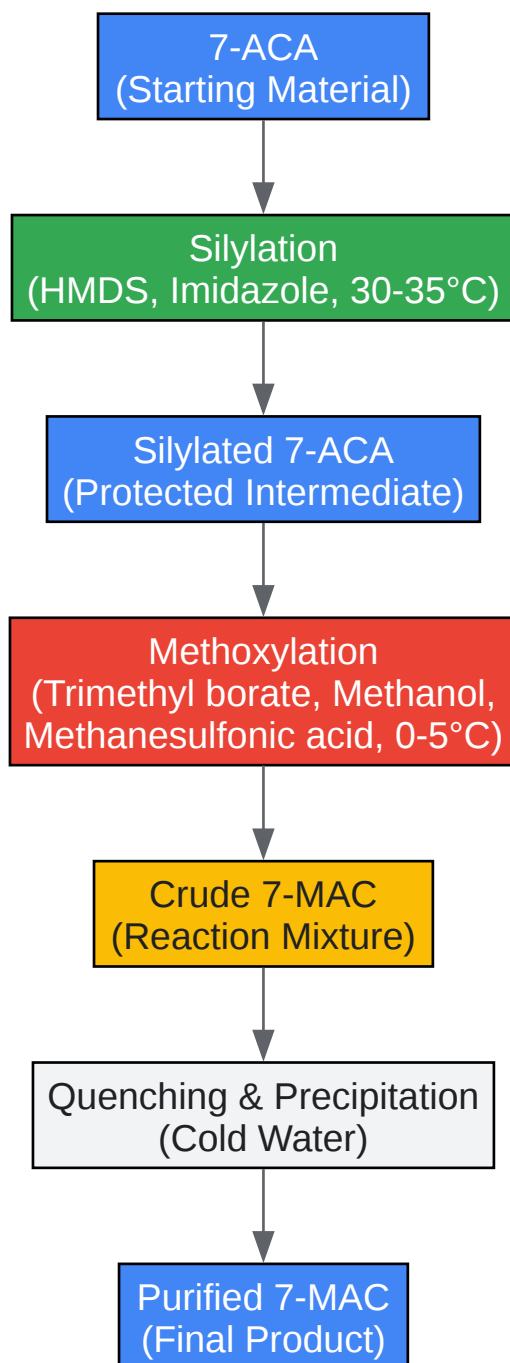 7-ACA
(Starting Material)
Silylation
(HMDS, Imidazole, 30-35°C)
Silylated 7-ACA
(Protected Intermediate)
Methoxylation
(Trimethyl borate, Methanol,
Methanesulfonic acid, 0-5°C)
Crude 7-MAC
(Reaction Mixture)
Quenching & Precipitation
(Cold Water)
Purified 7-MAC
(Final Product)